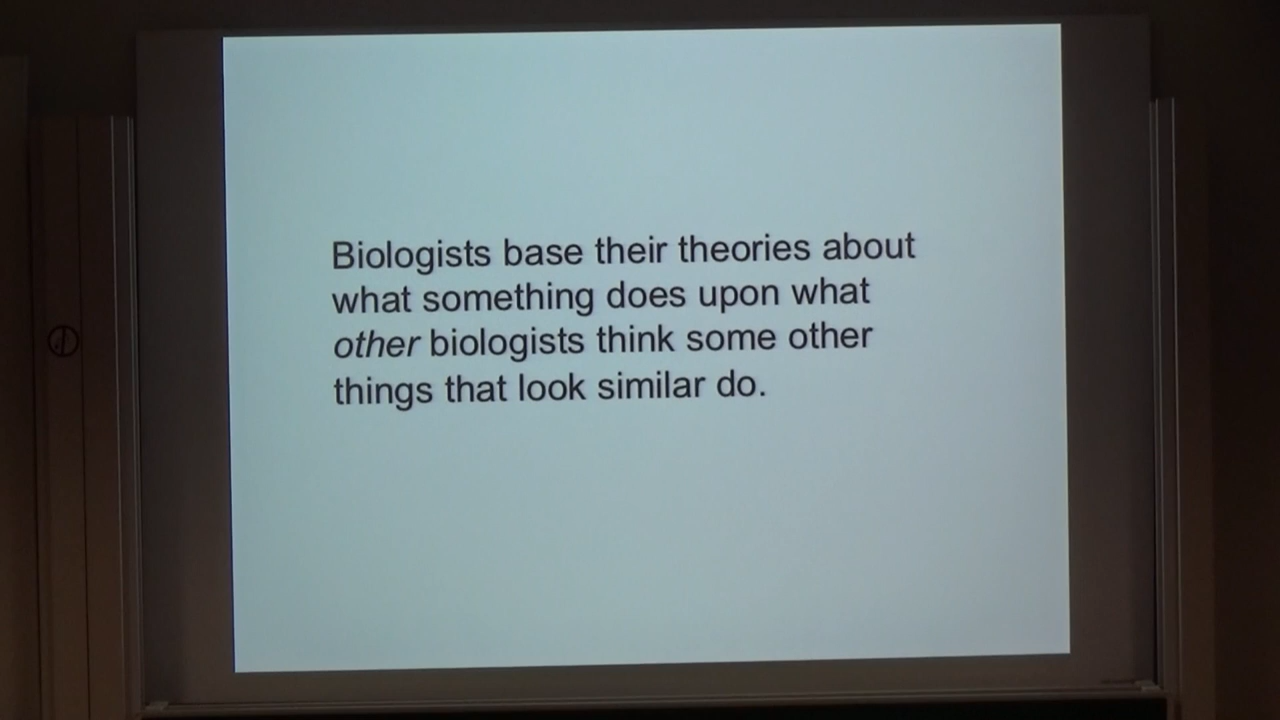 Biologists base their theories about
what something does upon what
other biologists think some other
things that look similar do.